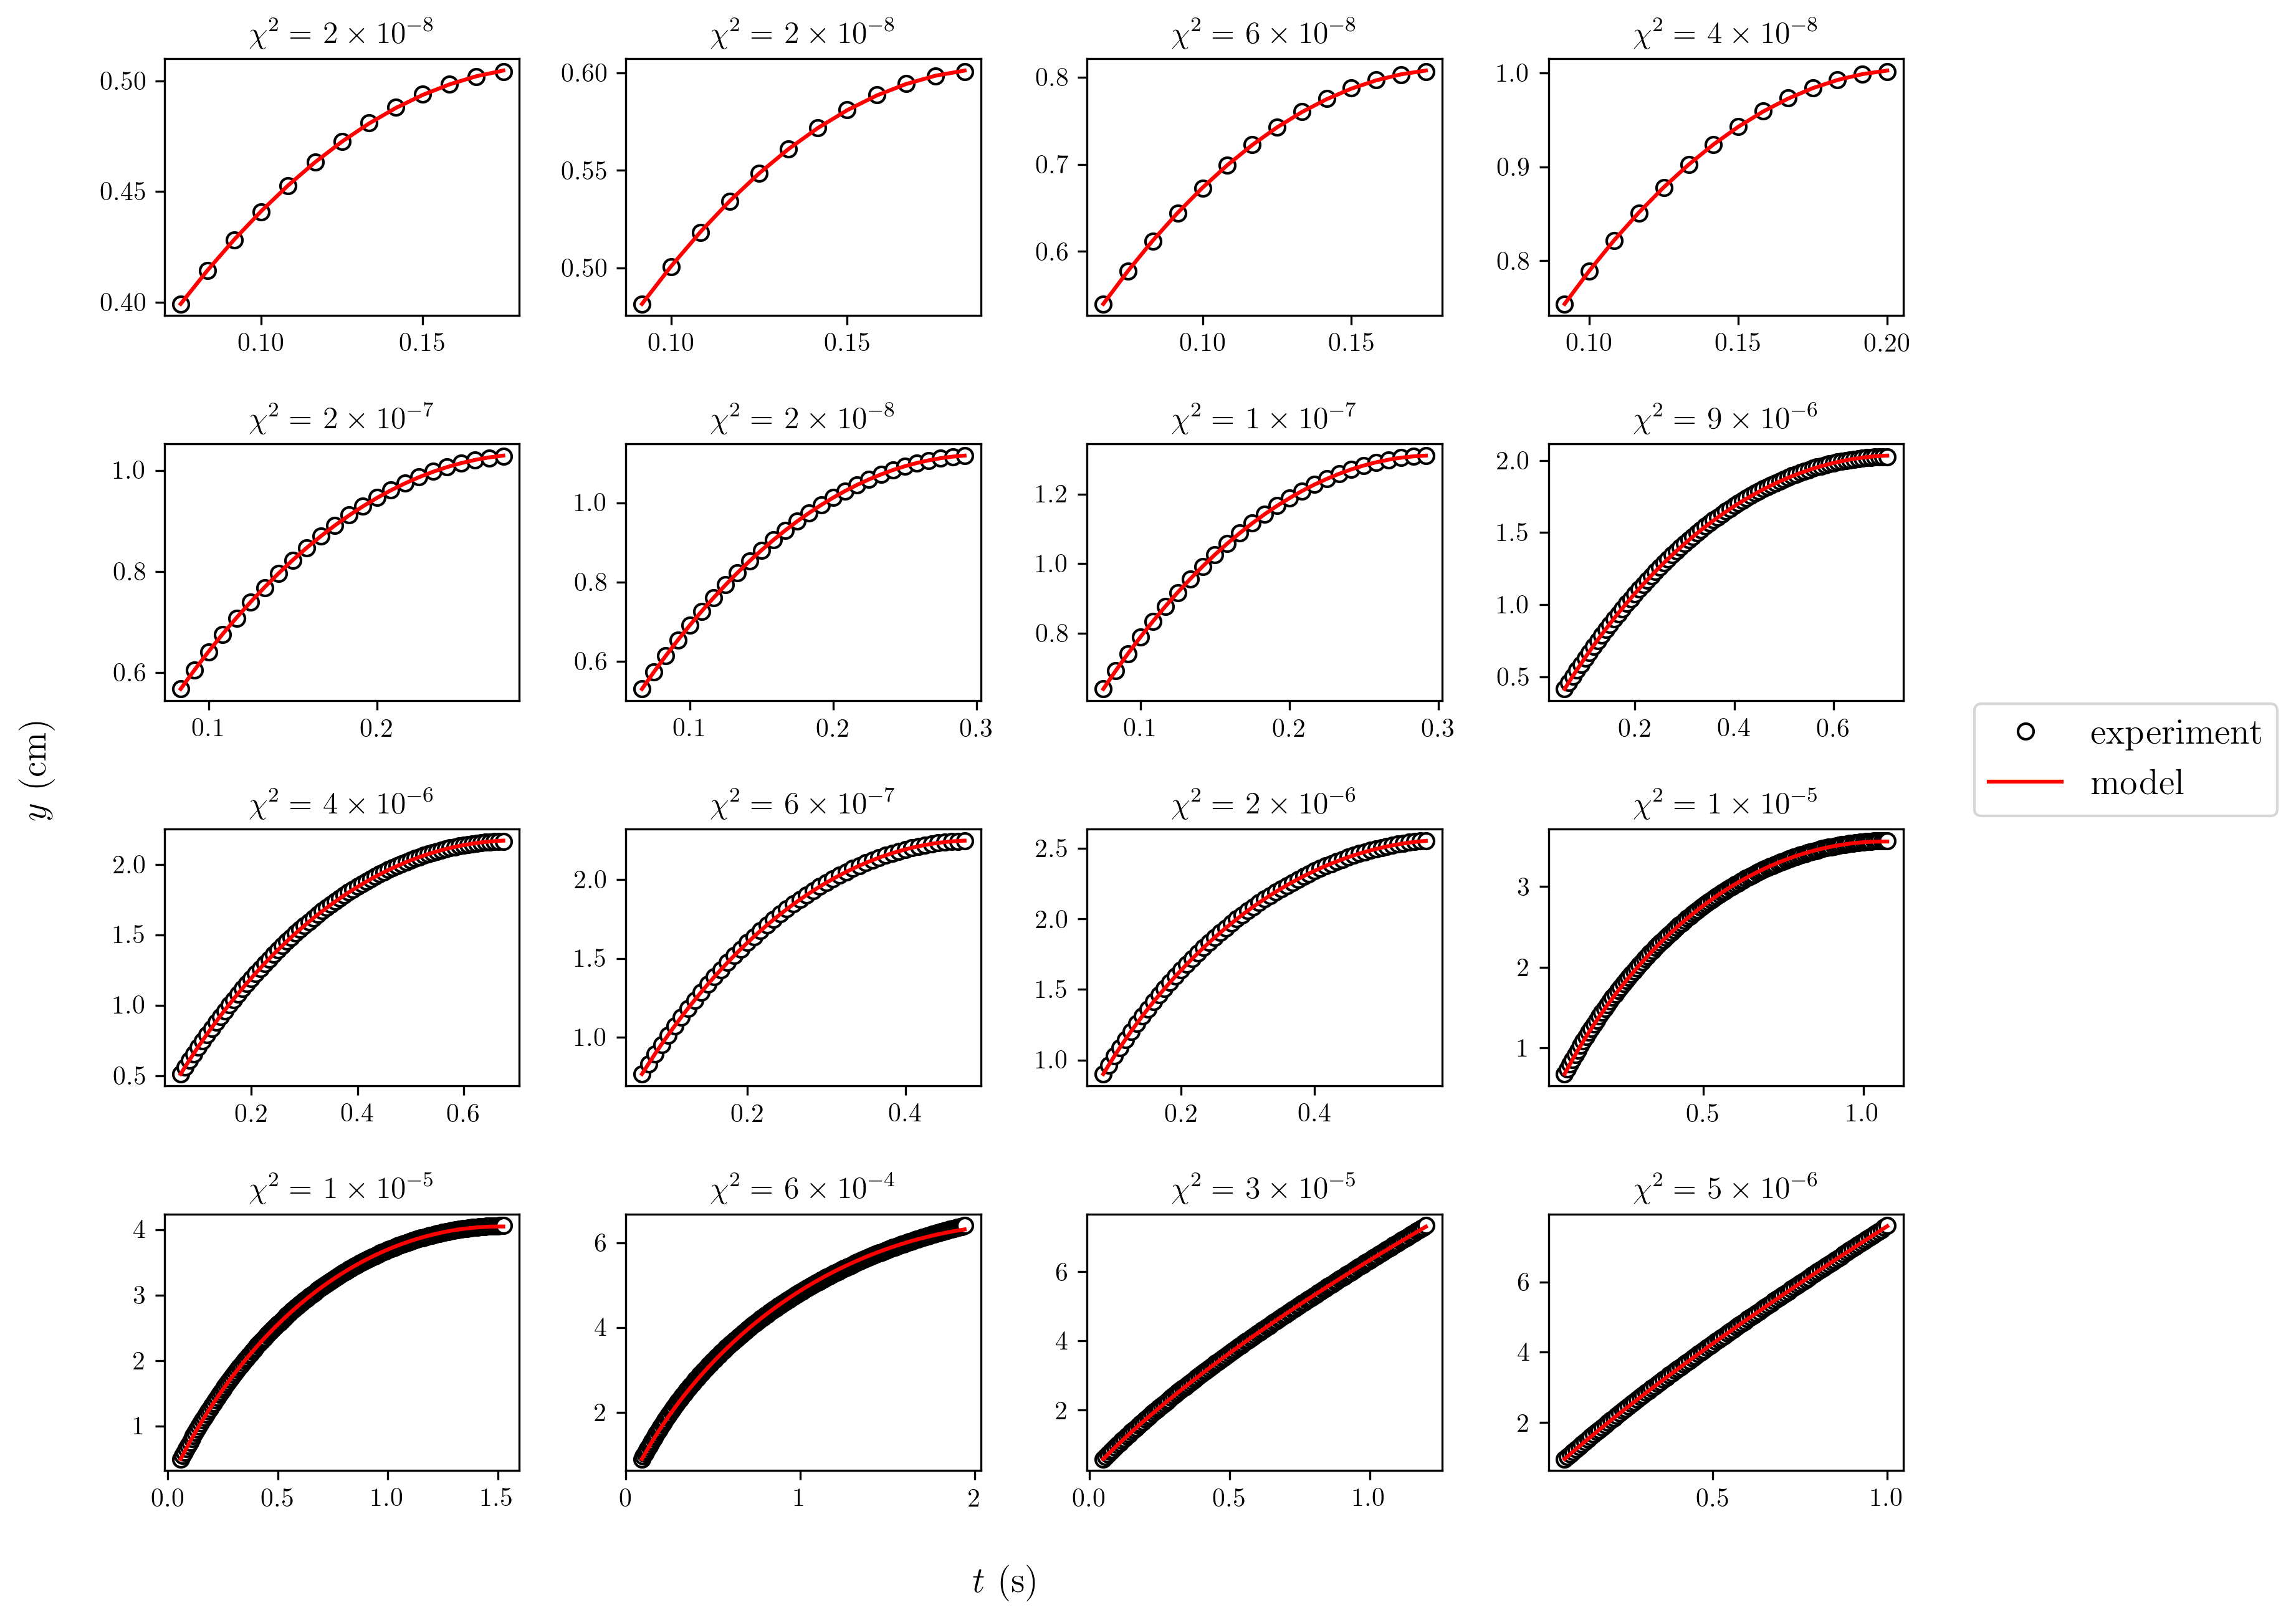 χ² = 2 × 10⁻⁸ χ² = 2 × 10⁻⁸ χ² = 6 × 10⁻⁸ χ² = 4 × 10⁻⁸
0.50 0.60 0.8 1.0
0.45 0.55 0.7 0.9
0.40 0.50 0.6 0.8
0.10 0.15 0.10 0.15 0.10 0.15 0.10 0.15 0.20
χ² = 2 × 10⁻⁷ χ² = 2 × 10⁻⁸ χ² = 1 × 10⁻⁷ χ² = 9 × 10⁻⁶
1.0 1.0 1.2 2.0
0.8 0.8 1.0 1.5
0.6 0.6 0.8 1.0
0.5
0.1 0.2 0.1 0.2 0.3 0.1 0.2 0.3 0.2 0.4 0.6
y (cm)
experiment
model
χ² = 4 × 10⁻⁶ χ² = 6 × 10⁻⁷ χ² = 2 × 10⁻⁶ χ² = 1 × 10⁻⁵
2.0 2.0 2.5 3
1.5 1.5 2.0 2
1.0 1.0 1.5 1
0.5 1.0
0.2 0.4 0.6 0.2 0.4 0.2 0.4 0.5 1.0
χ² = 1 × 10⁻⁵ χ² = 6 × 10⁻⁴ χ² = 3 × 10⁻⁵ χ² = 5 × 10⁻⁶
4 6 6 6
3 4 4 4
2 2 2 2
1
0.0 0.5 1.0 1.5 0 1 2 0.0 0.5 1.0 0.5 1.0
t (s)